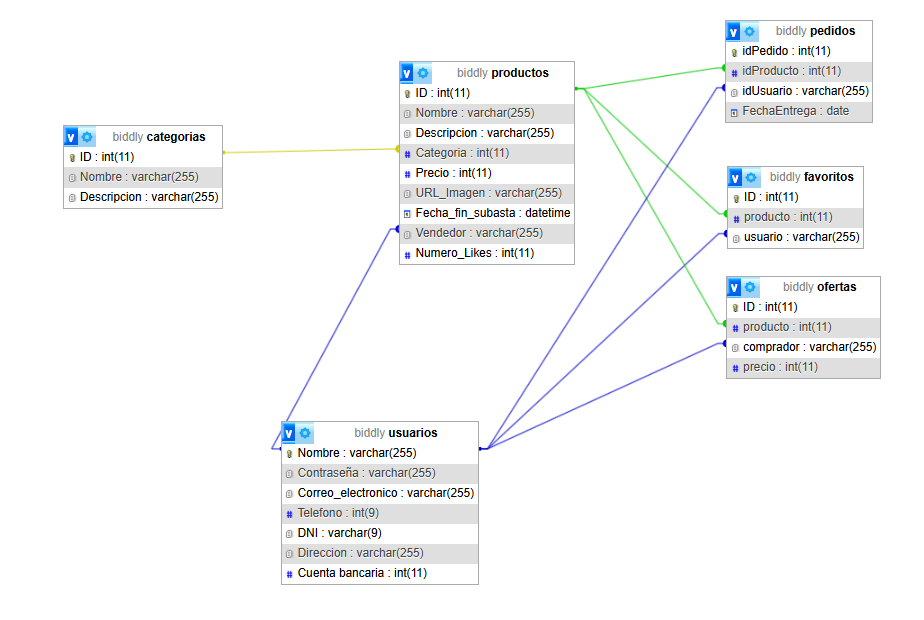 biddly categorias
ID : int(11)
Nombre : varchar(255)
Descripcion : varchar(255)
biddly productos
ID : int(11)
Nombre : varchar(255)
Descripcion : varchar(255)
Categoria : int(11)
Precio : int(11)
URL_Imagen : varchar(255)
Fecha_fin_subasta : datetime
Vendedor : varchar(255)
Numero_Likes : int(11)
biddly pedidos
idPedido : int(11)
idProducto : int(11)
idUsuario : varchar(255)
FechaEntrega : date
biddly favoritos
ID : int(11)
producto : int(11)
usuario : varchar(255)
biddly ofertas
ID : int(11)
producto : int(11)
comprador : varchar(255)
precio : int(11)
biddly usuarios
Nombre : varchar(255)
Contraseña : varchar(255)
Correo_electronico : varchar(255)
Telefono : int(9)
DNI : varchar(9)
Direccion : varchar(255)
Cuenta bancaria : int(11)